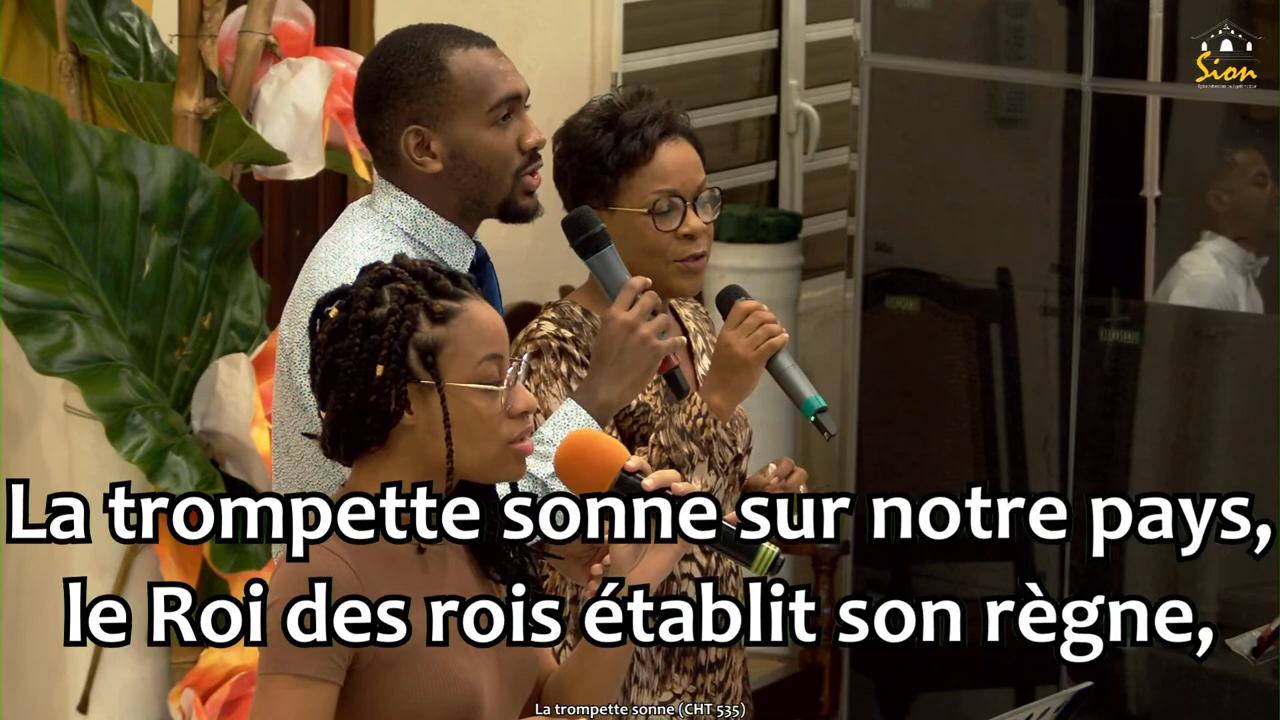 Sion
La trompette sonne sur notre pays,
le Roi des rois établit son règne,
La trompette sonne (CHT 535)